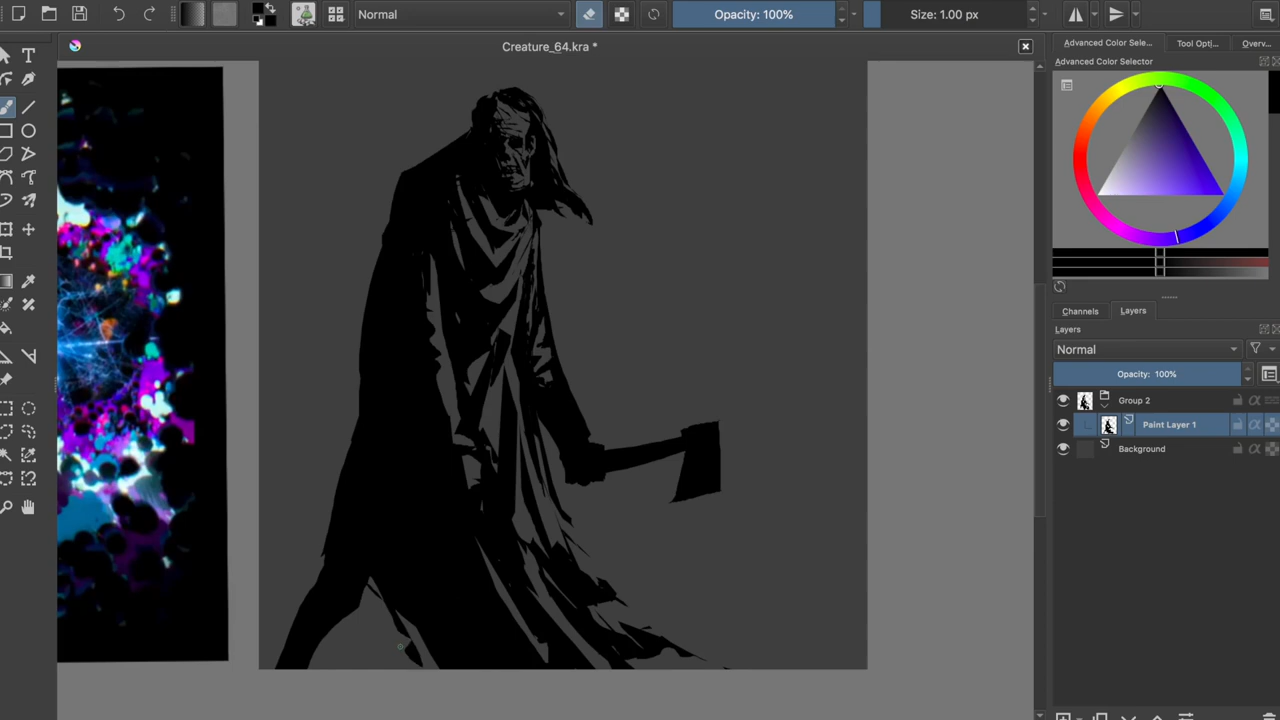 Normal
Opacity: 100%
Size: 1.00 px
Creature_64.kra *
Advanced Color Sele...
Tool Opti...
Overv...
Advanced Color Selector
Channels
Layers
Layers
Normal
Opacity: 100%
Group 2
Paint Layer 1
Background